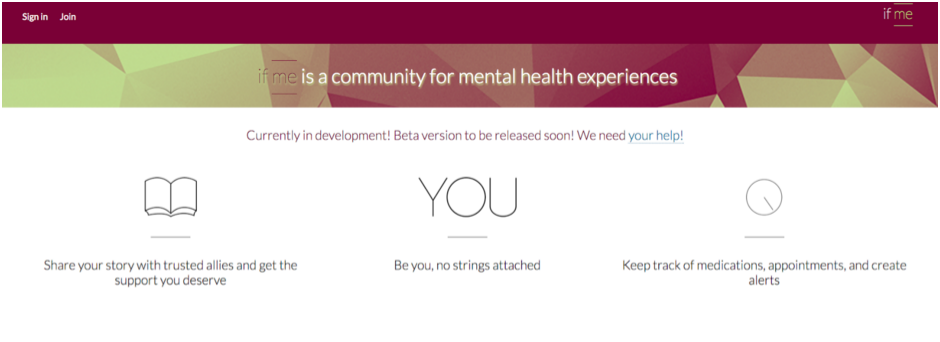 Sign in Join if me
if me is a community for mental health experiences
Currently in development! Beta version to be released soon! We need your help!
YOU
Share your story with trusted allies and get the
support you deserve
Be you, no strings attached
Keep track of medications, appointments, and create
alerts